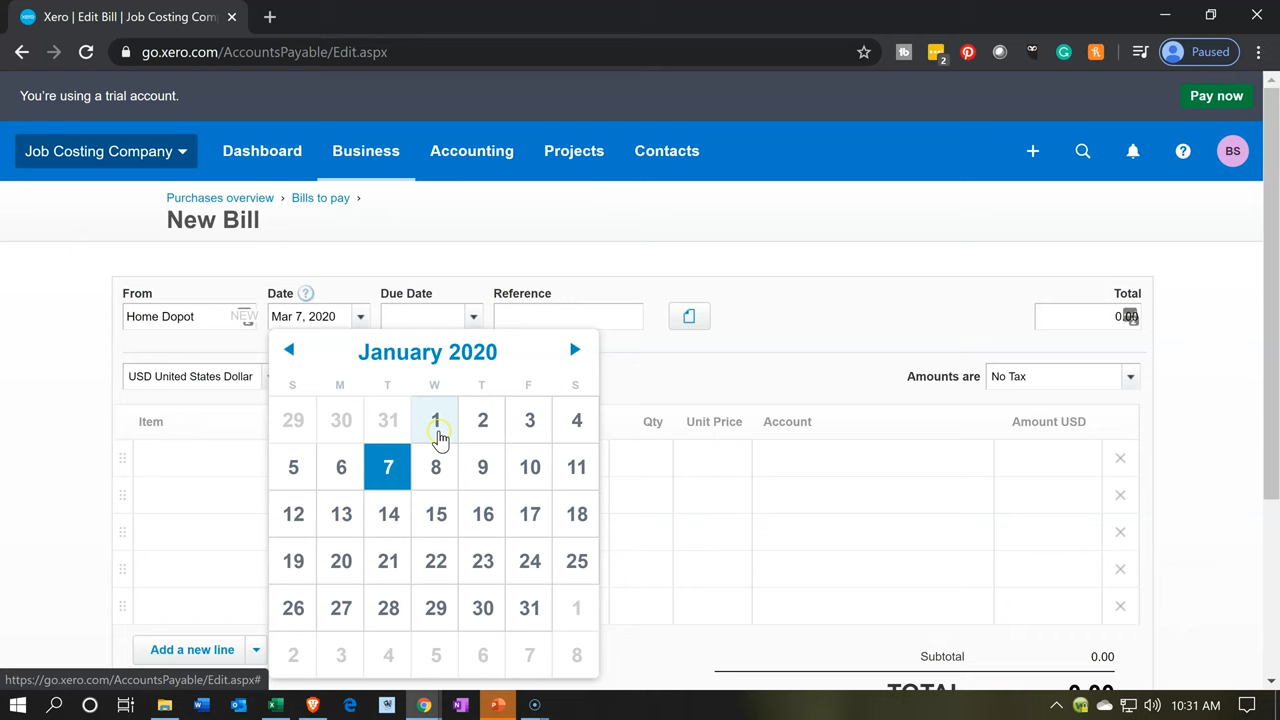 xero Xero | Edit Bill | Job Costing Com
go.xero.com/AccountsPayable/Edit.aspx
2
Paused
You're using a trial account.
Pay now
Job Costing Company Dashboard Business Accounting Projects Contacts BS
Purchases overview › Bills to pay ›
New Bill
From Date ? Due Date Reference Total
Home Dopot NEW Mar 7, 2020 0.00
January 2020
USD United States Dollar Amounts are No Tax
S M T W T F S
Item Qty Unit Price Account Amount USD
29 30 31 1 2 3 4
5 6 7 8 9 10 11
12 13 14 15 16 17 18
19 20 21 22 23 24 25
26 27 28 29 30 31 1
2 3 4 5 6 7 8
Add a new line
Subtotal 0.00
TOTAL 0.00
https://go.xero.com/AccountsPayable/Edit.aspx#
10:31 AM